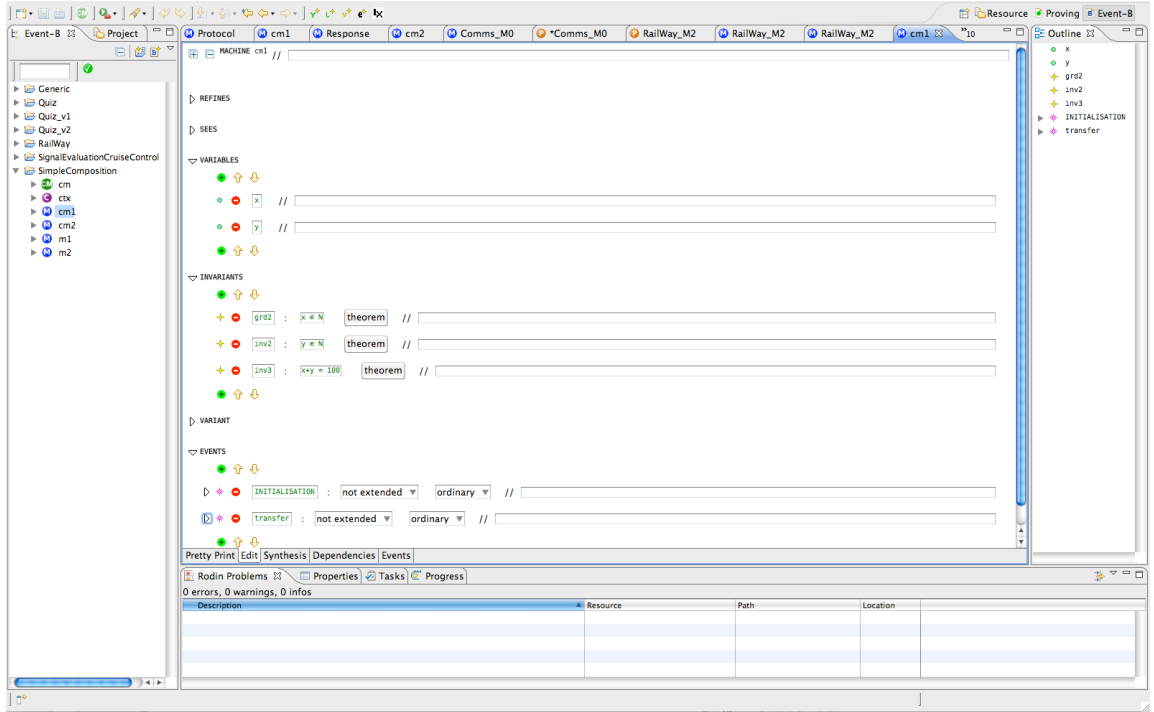 Resource Proving Event-B
Event-B Project
Protocol cm1 Response cm2 Comms_M0 *Comms_M0 RailWay_M2 RailWay_M2 RailWay_M2 cm1 »10
Outline
MACHINE cm1 //
REFINES
SEES
VARIABLES
x //
y //
INVARIANTS
grd2 : x ∈ ℕ theorem //
inv2 : y ∈ ℕ theorem //
inv3 : x+y = 100 theorem //
VARIANT
EVENTS
INITIALISATION : not extended ordinary //
transfer : not extended ordinary //
Pretty Print Edit Synthesis Dependencies Events
Generic
Quiz
Quiz_v1
Quiz_v2
RailWay
SignalEvaluationCruiseControl
SimpleComposition
cm
ctx
cm1
cm2
m1
m2
x
y
grd2
inv2
inv3
INITIALISATION
transfer
Rodin Problems Properties Tasks Progress
0 errors, 0 warnings, 0 infos
Description Resource Path Location